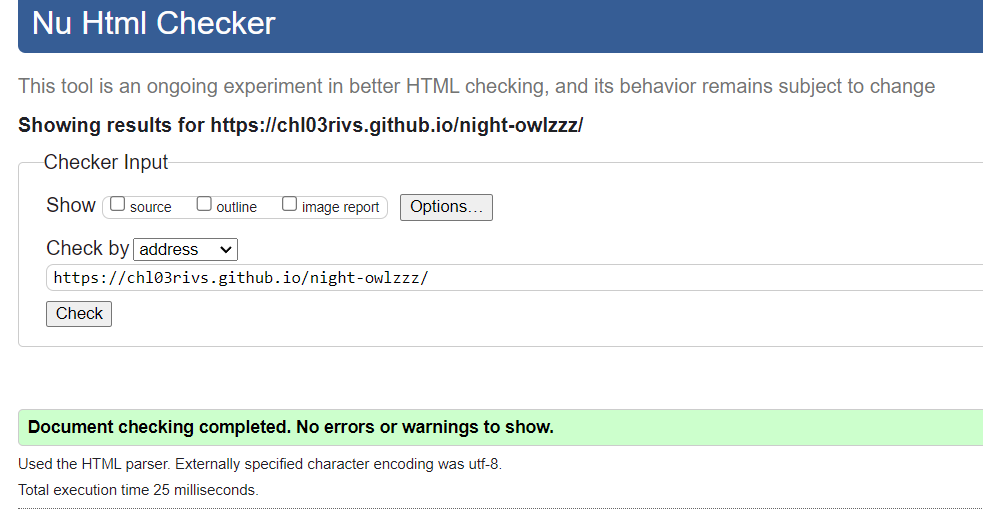 Nu Html Checker
This tool is an ongoing experiment in better HTML checking, and its behavior remains subject to change
Showing results for https://chl03rivs.github.io/night-owlzzz/
Checker Input
Show source outline image report Options...
Check by address
https://chl03rivs.github.io/night-owlzzz/
Check
Document checking completed. No errors or warnings to show.
Used the HTML parser. Externally specified character encoding was utf-8.
Total execution time 25 milliseconds.